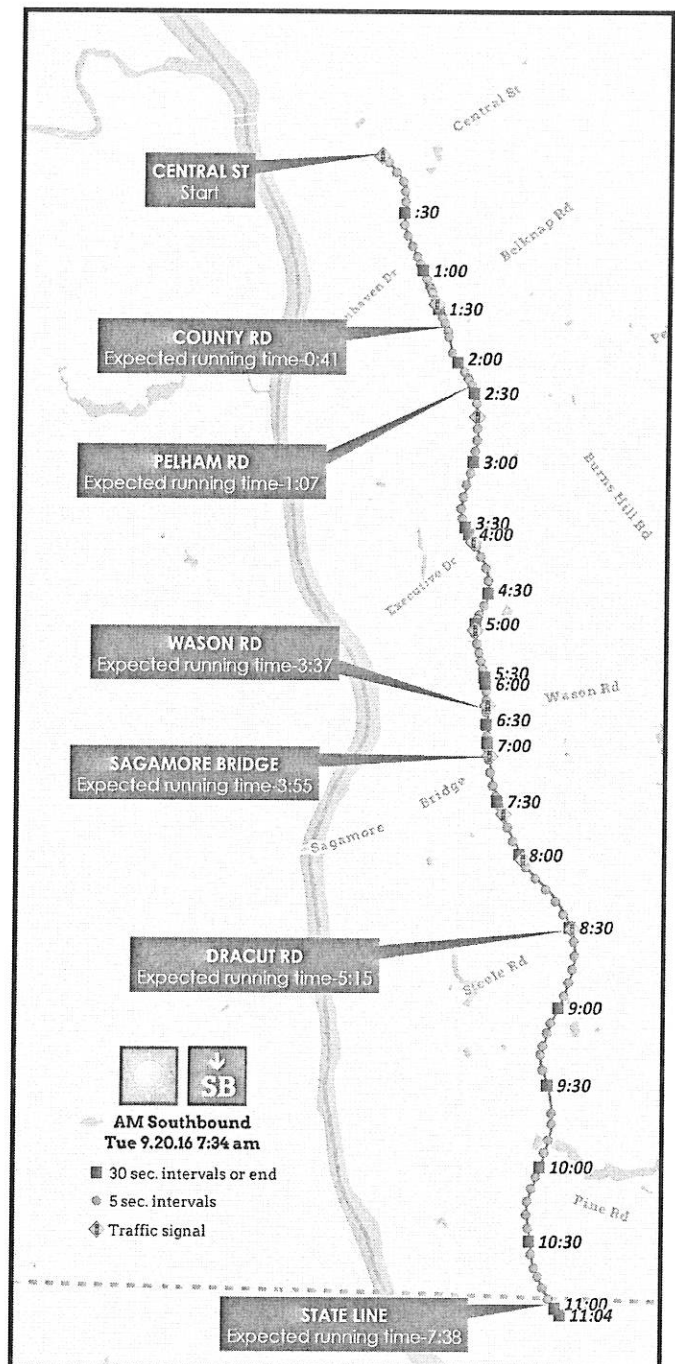 Central St
CENTRAL ST
Start
:30
Belknap Rd
1:00
1:30
COUNTY RD
Expected running time-0:41
2:00
2:30
PELHAM RD
Expected running time-1:07
3:00
Burns Hill Rd
3:30
4:00
Executive Dr
4:30
5:00
WASON RD
Expected running time-3:37
5:30
6:00
Wason Rd
6:30
7:00
SAGAMORE BRIDGE
Expected running time-3:55
Sagamore Bridge
7:30
8:00
8:30
DRACUT RD
Expected running time-5:15
Steele Rd
9:00
9:30
SB
AM Southbound
Tue 9.20.16 7:34 am
30 sec. intervals or end
5 sec. intervals
Traffic signal
10:00
Pine Rd
10:30
11:00
11:04
STATE LINE
Expected running time-7:38